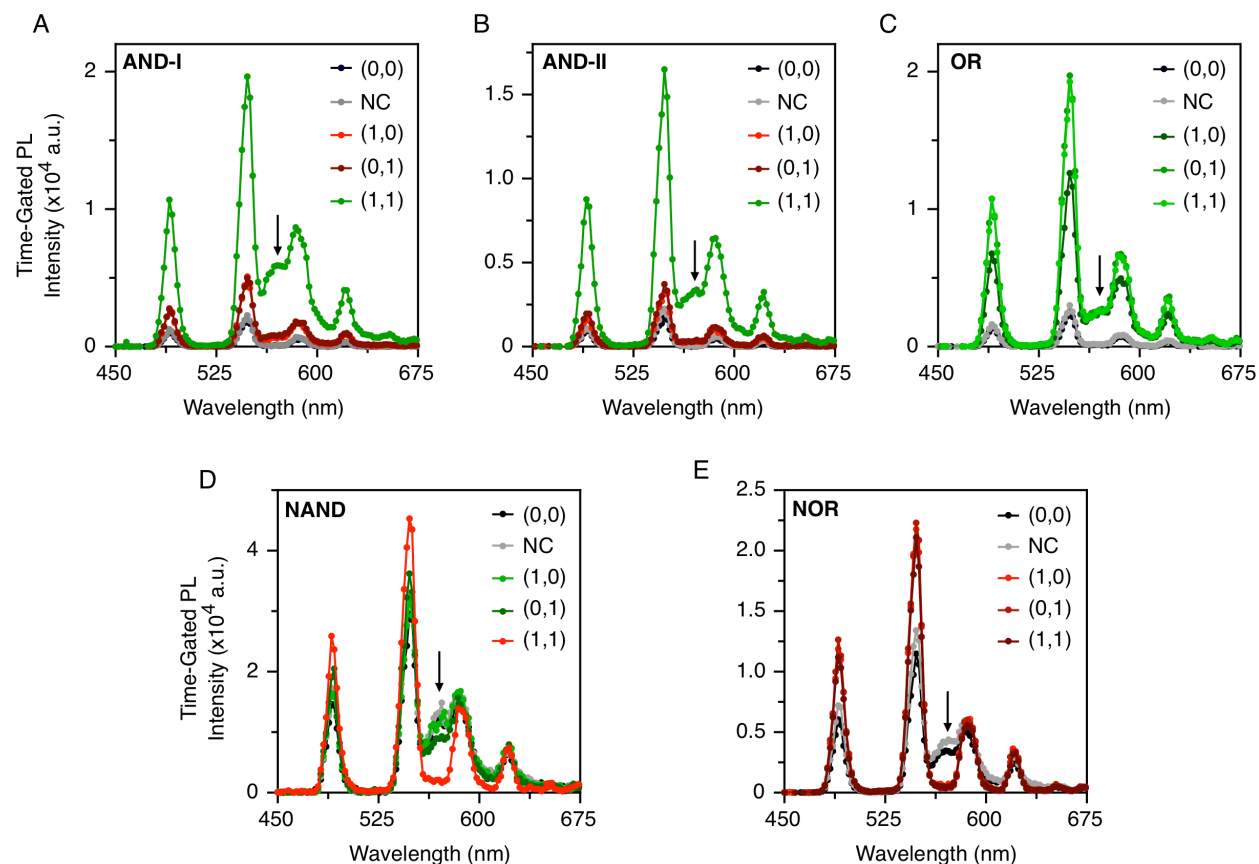 A
AND-I
(0,0)
NC
(1,0)
(0,1)
(1,1)
2
1
0
450 525 600 675
Wavelength (nm)
Time-Gated PL
Intensity (x10⁴ a.u.)
B
AND-II
(0,0)
NC
(1,0)
(0,1)
(1,1)
1.5
1.0
0.5
0
450 525 600 675
Wavelength (nm)
C
OR
(0,0)
NC
(1,0)
(0,1)
(1,1)
2
1
0
450 525 600 675
Wavelength (nm)
D
NAND
(0,0)
NC
(1,0)
(0,1)
(1,1)
4
2
0
450 525 600 675
Wavelength (nm)
Time-Gated PL
Intensity (x10⁴ a.u.)
E
NOR
(0,0)
NC
(1,0)
(0,1)
(1,1)
2.5
2.0
1.5
1.0
0.5
0
450 525 600 675
Wavelength (nm)